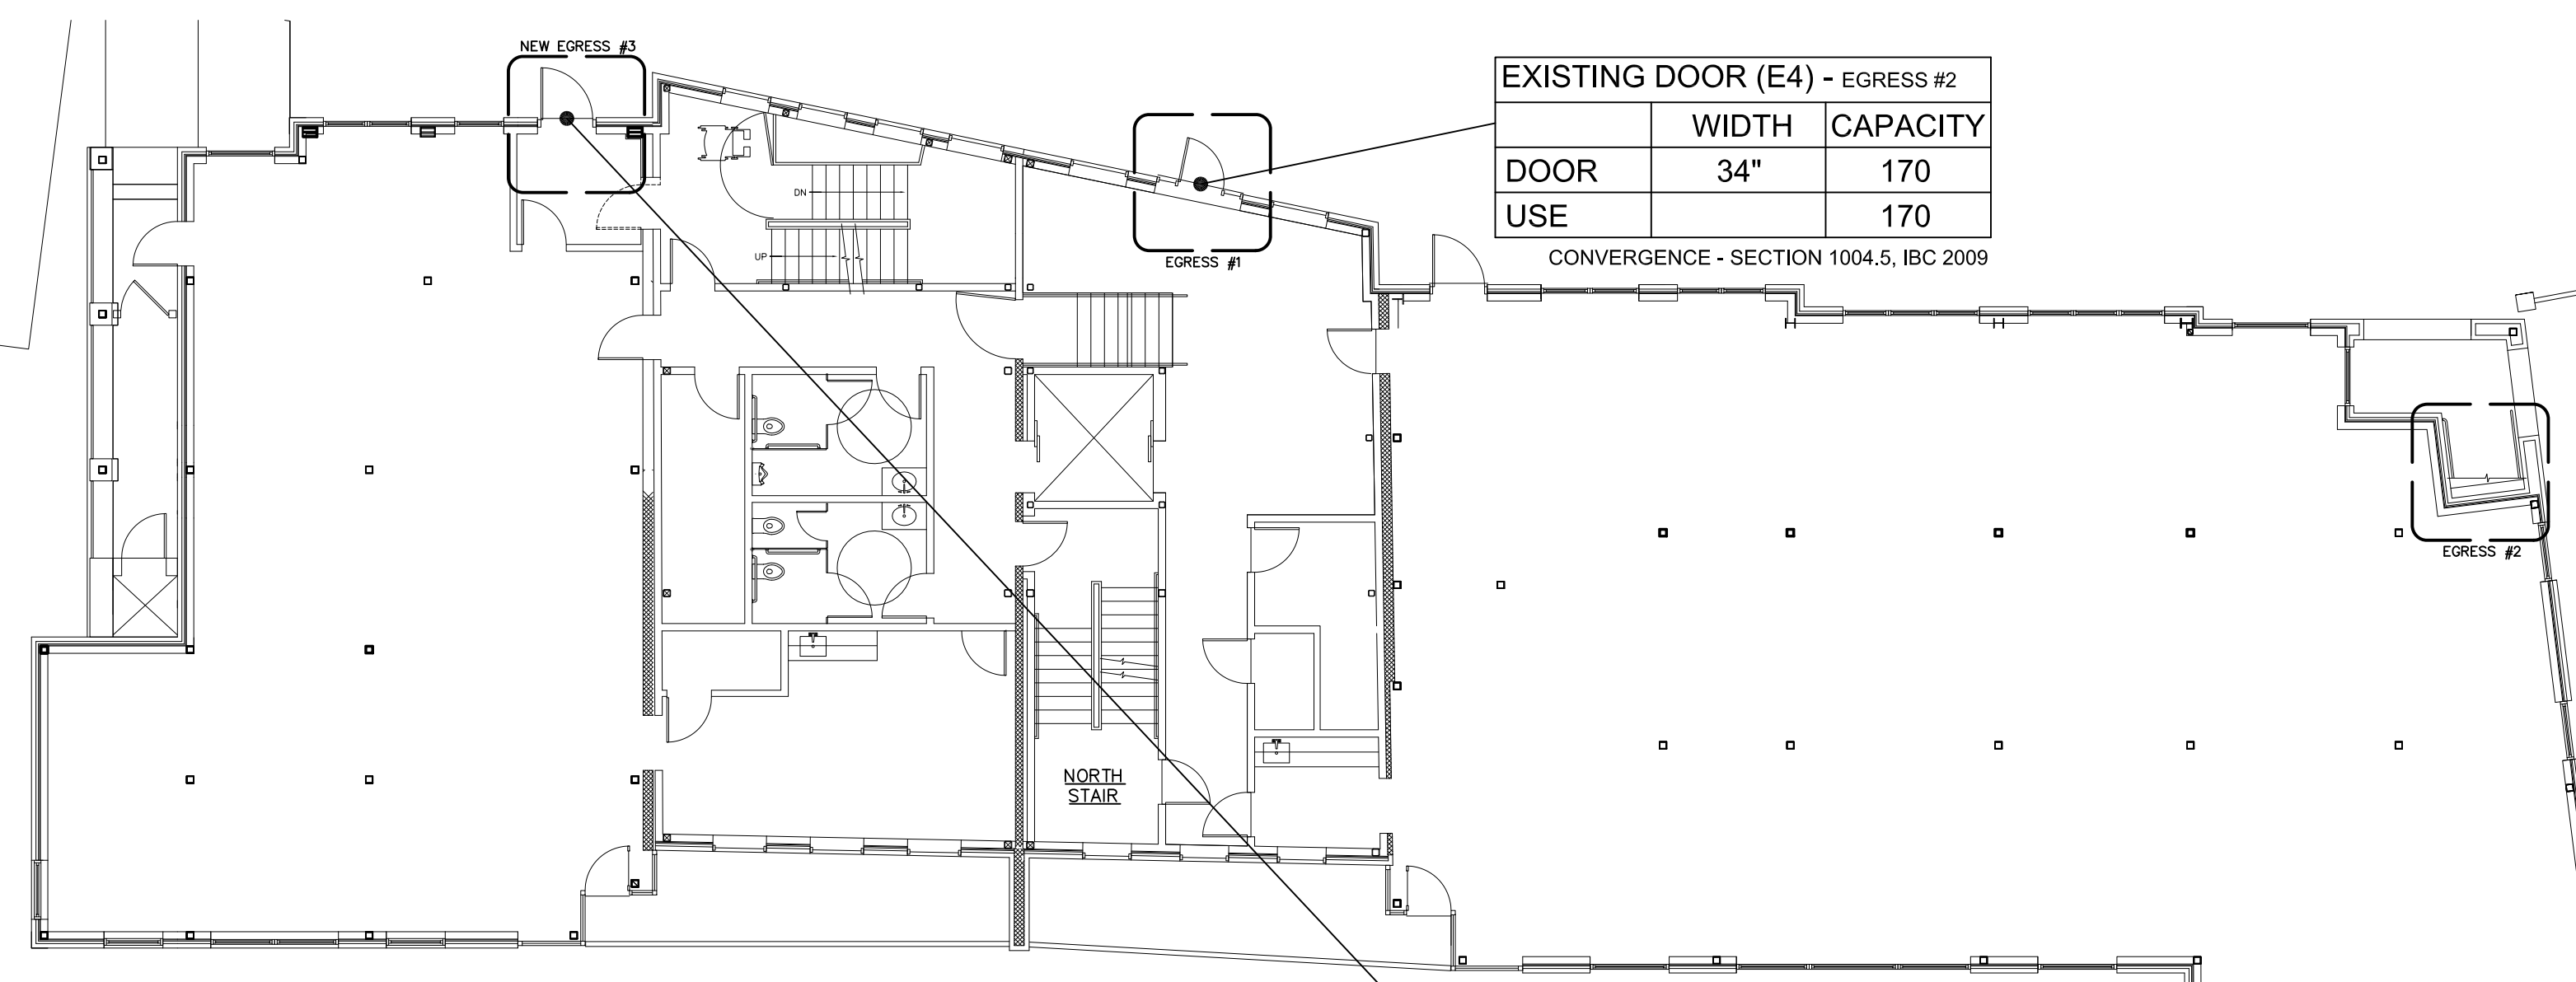 NEW EGRESS #3
EXISTING DOOR (E4) - EGRESS #2
WIDTH CAPACITY
DOOR 34" 170
USE 170
CONVERGENCE - SECTION 1004.5, IBC 2009
EGRESS #1
DN
UP
EGRESS #2
NORTH
STAIR